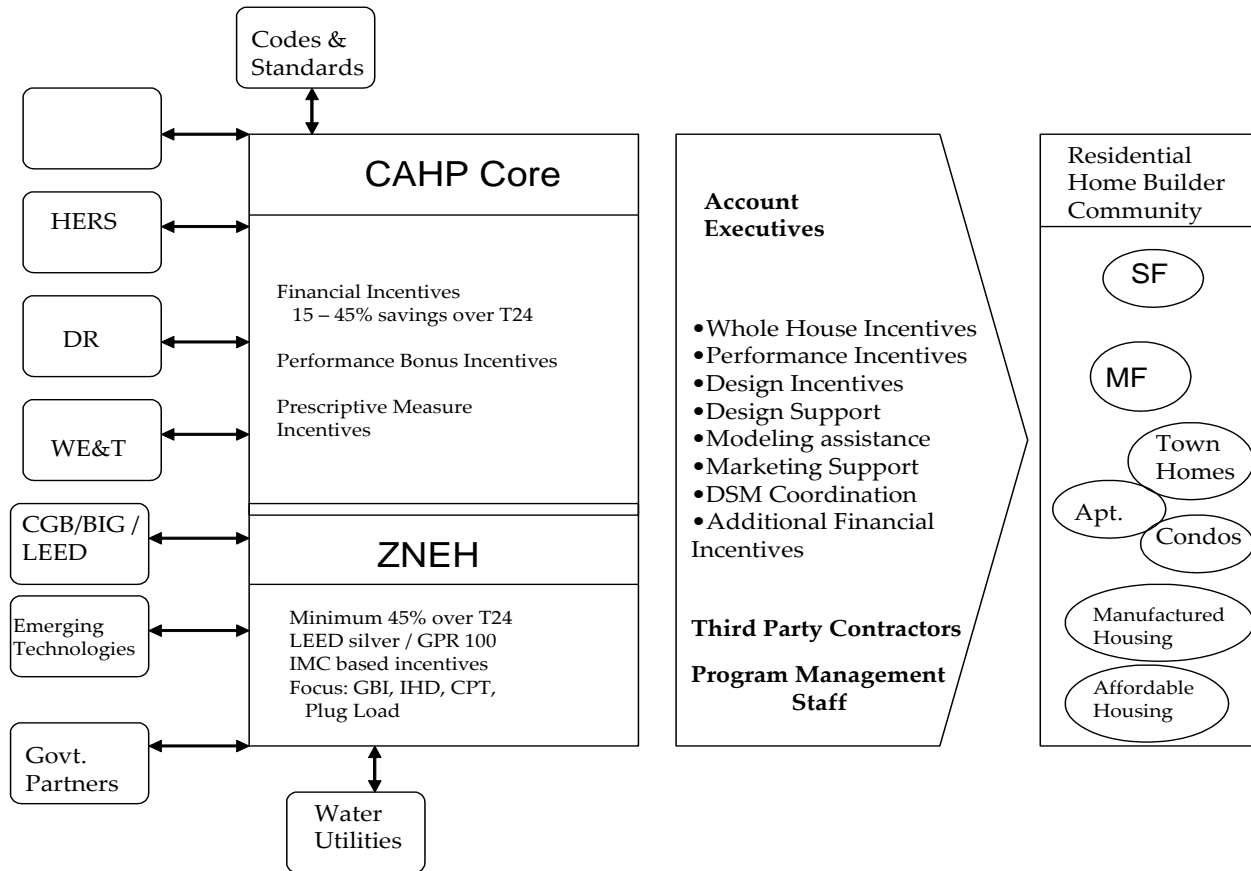 Codes &
Standards
HERS
DR
WE&T
CGB/BIG /
LEED
Emerging
Technologies
Govt.
Partners
CAHP Core
Financial Incentives
15 – 45% savings over T24
Performance Bonus Incentives
Prescriptive Measure
Incentives
ZNEH
Minimum 45% over T24
LEED silver / GPR 100
IMC based incentives
Focus: GBI, IHD, CPT,
Plug Load
Water
Utilities
Account
Executives
•Whole House Incentives
•Performance Incentives
•Design Incentives
•Design Support
•Modeling assistance
•Marketing Support
•DSM Coordination
•Additional Financial
Incentives
Third Party Contractors
Program Management
Staff
Residential
Home Builder
Community
SF
MF
Town
Homes
Apt.
Condos
Manufactured
Housing
Affordable
Housing